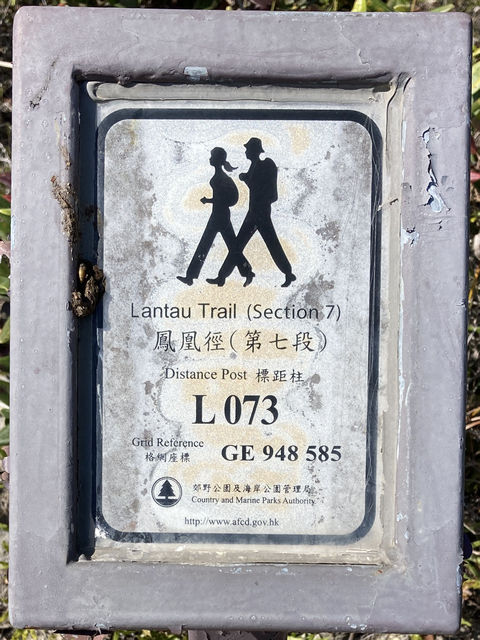 Lantau Trail (Section 7)
鳳凰徑(第七段)
Distance Post 標距柱
L 073
Grid Reference
格網座標
GE 948 585
郊野公園及海岸公園管理局
Country and Marine Parks Authority
http://www.afcd.gov.hk